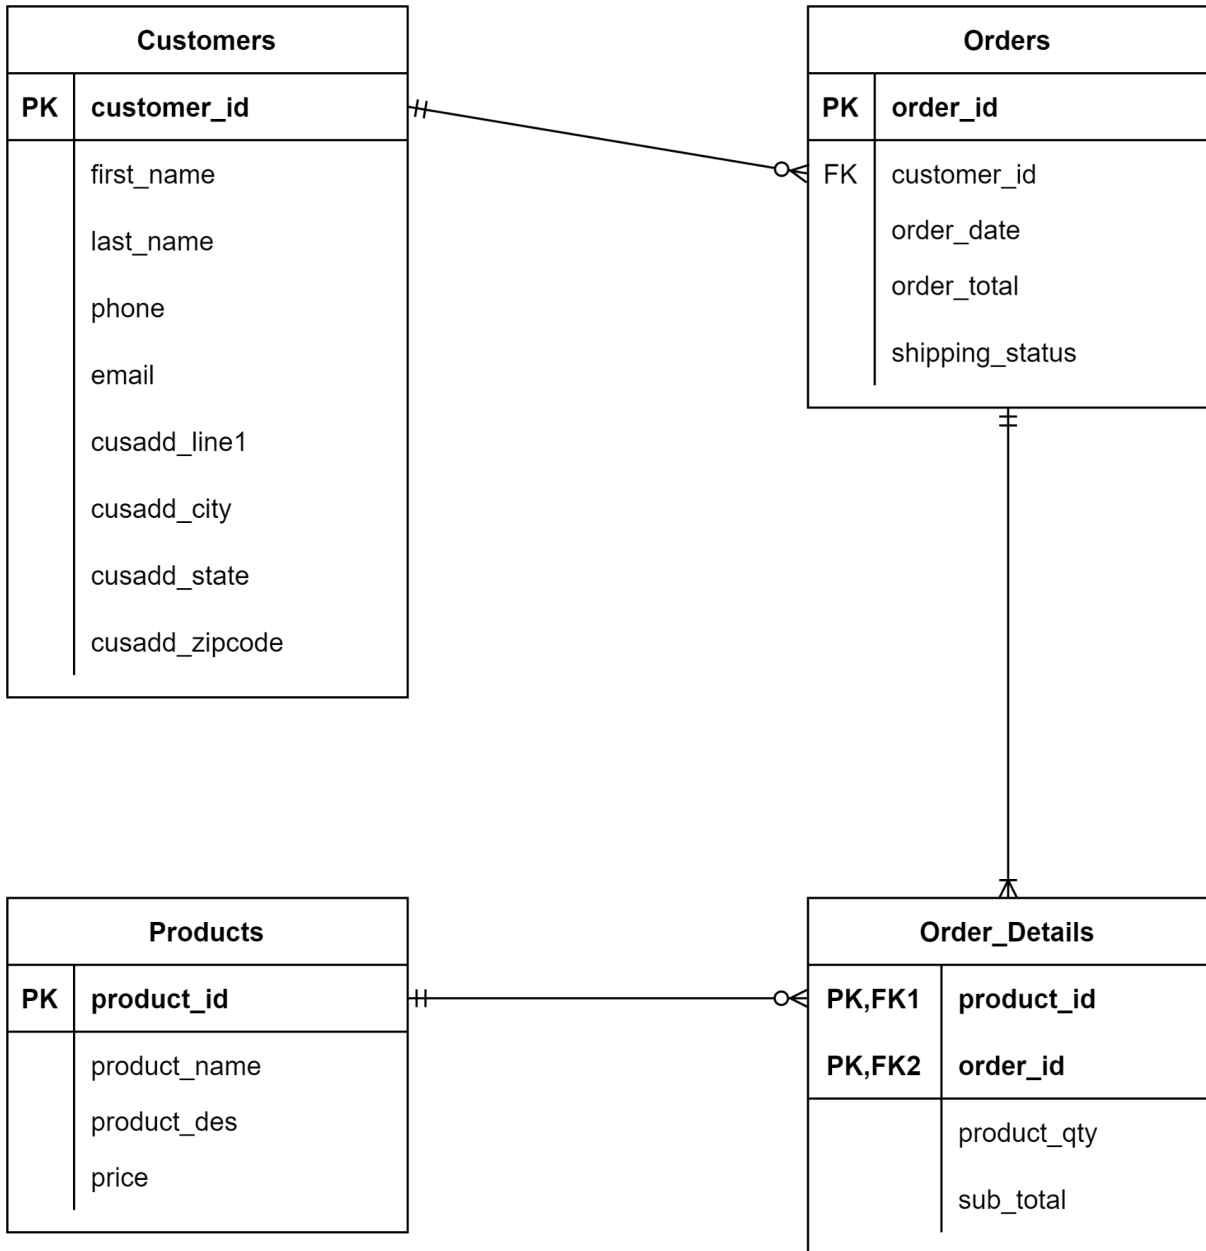 Customers
PK customer_id
first_name
last_name
phone
email
cusadd_line1
cusadd_city
cusadd_state
cusadd_zipcode
Orders
PK order_id
FK customer_id
order_date
order_total
shipping_status
Products
PK product_id
product_name
product_des
price
Order_Details
PK,FK1 product_id
PK,FK2 order_id
product_qty
sub_total